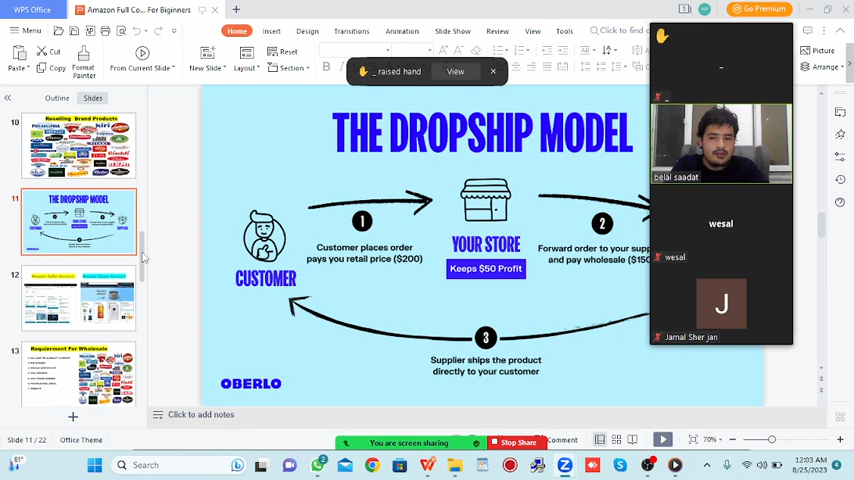 WPS Office
Amazon Full Co... For Biginners
Go Premium
Menu
Home
Insert
Design
Transitions
Animation
Cut
Copy
Paste
Format
Painter
From Current Slide
New Slide
Layout
Reset
Section
Picture
Arrange
_ raised hand
View
Outline
Slides
10
Reselling Brand Products
11
THE DROPSHIP MODEL
12
13
Requierment For Wholesale
THE DROPSHIP MODEL
1
Customer places order
pays you retail price ($200)
CUSTOMER
YOUR STORE
Keeps $50 Profit
2
Forward order to your supp
and pay wholesale ($150
3
Supplier ships the product
directly to your customer
OBERLO
belal saadat
wesal
wesal
J
Jamal Sher jan
Click to add notes
Slide 11 / 22
Office Theme
You are screen sharing
Stop Share
Comment
70%
81°
Search
12:03 AM
8/25/2023